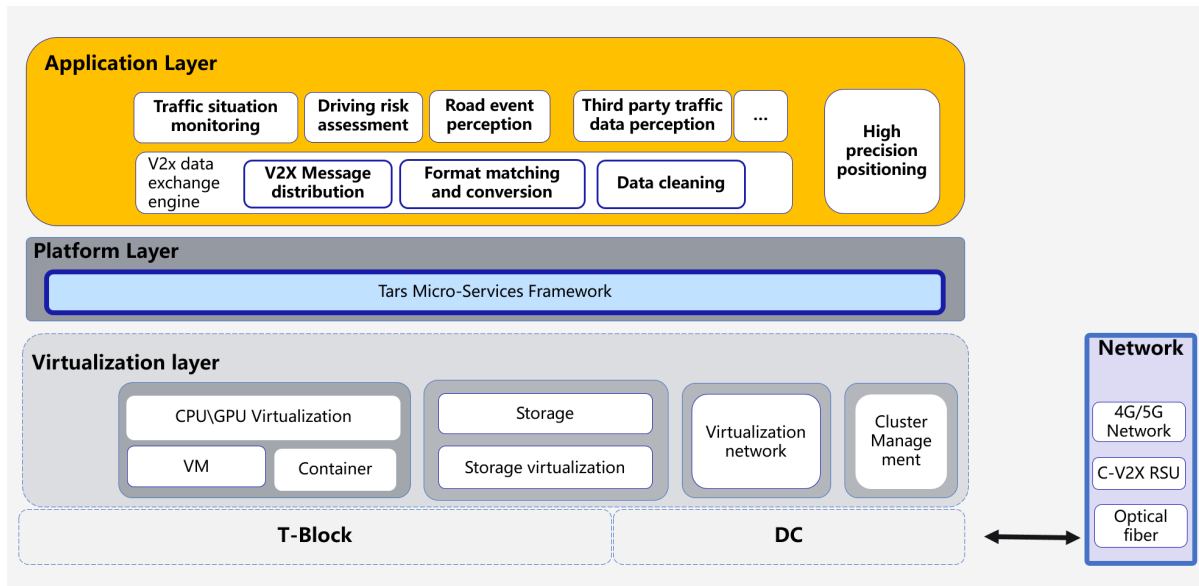 Application Layer
Traffic situation
monitoring
Driving risk
assessment
Road event
perception
Third party traffic
data perception
...
High
precision
positioning
V2x data
exchange
engine
V2X Message
distribution
Format matching
and conversion
Data cleaning
Platform Layer
Tars Micro-Services Framework
Virtualization layer
CPU\GPU Virtualization
VM
Container
Storage
Storage virtualization
Virtualization
network
Cluster
Manage
ment
T-Block
DC
Network
4G/5G
Network
C-V2X RSU
Optical
fiber